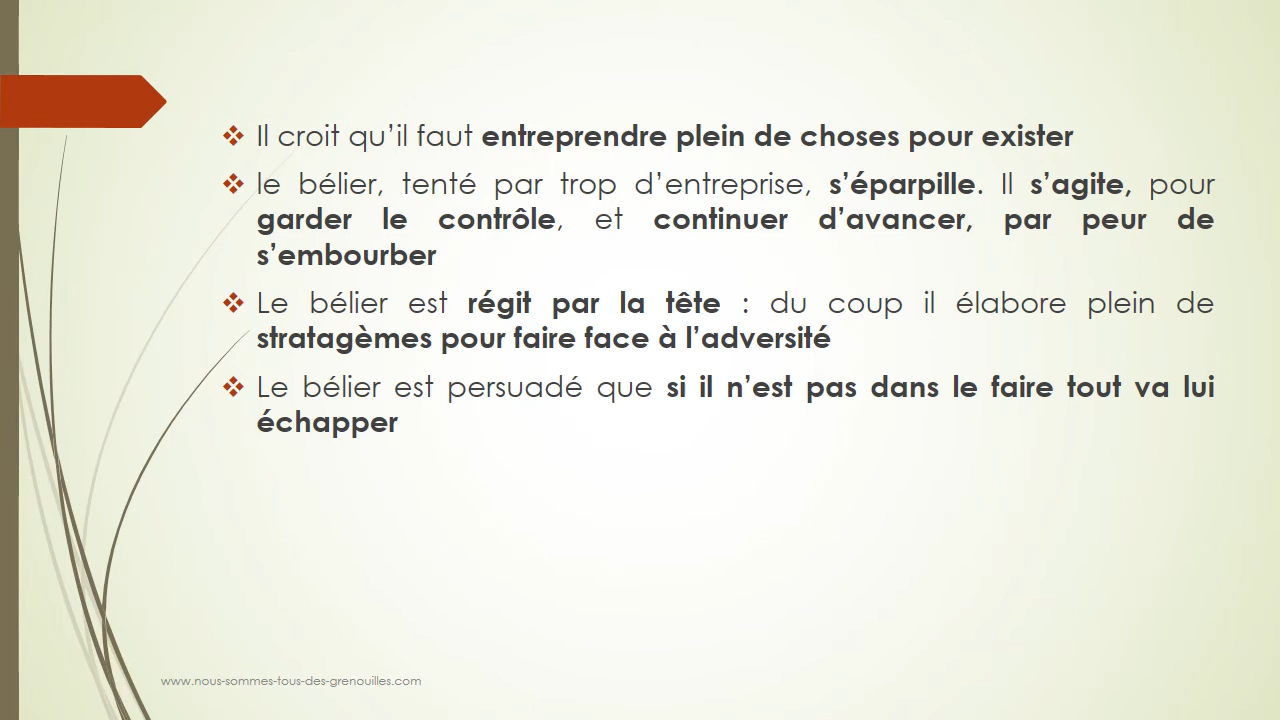 Il croit qu’il faut entreprendre plein de choses pour exister
le bélier, tenté par trop d’entreprise, s’éparpille. Il s’agite, pour
garder le contrôle, et continuer d’avancer, par peur de
s’embourber
Le bélier est régit par la tête : du coup il élabore plein de
stratagèmes pour faire face à l’adversité
Le bélier est persuadé que si il n’est pas dans le faire tout va lui
échapper
www.nous-sommes-tous-des-grenouilles.com